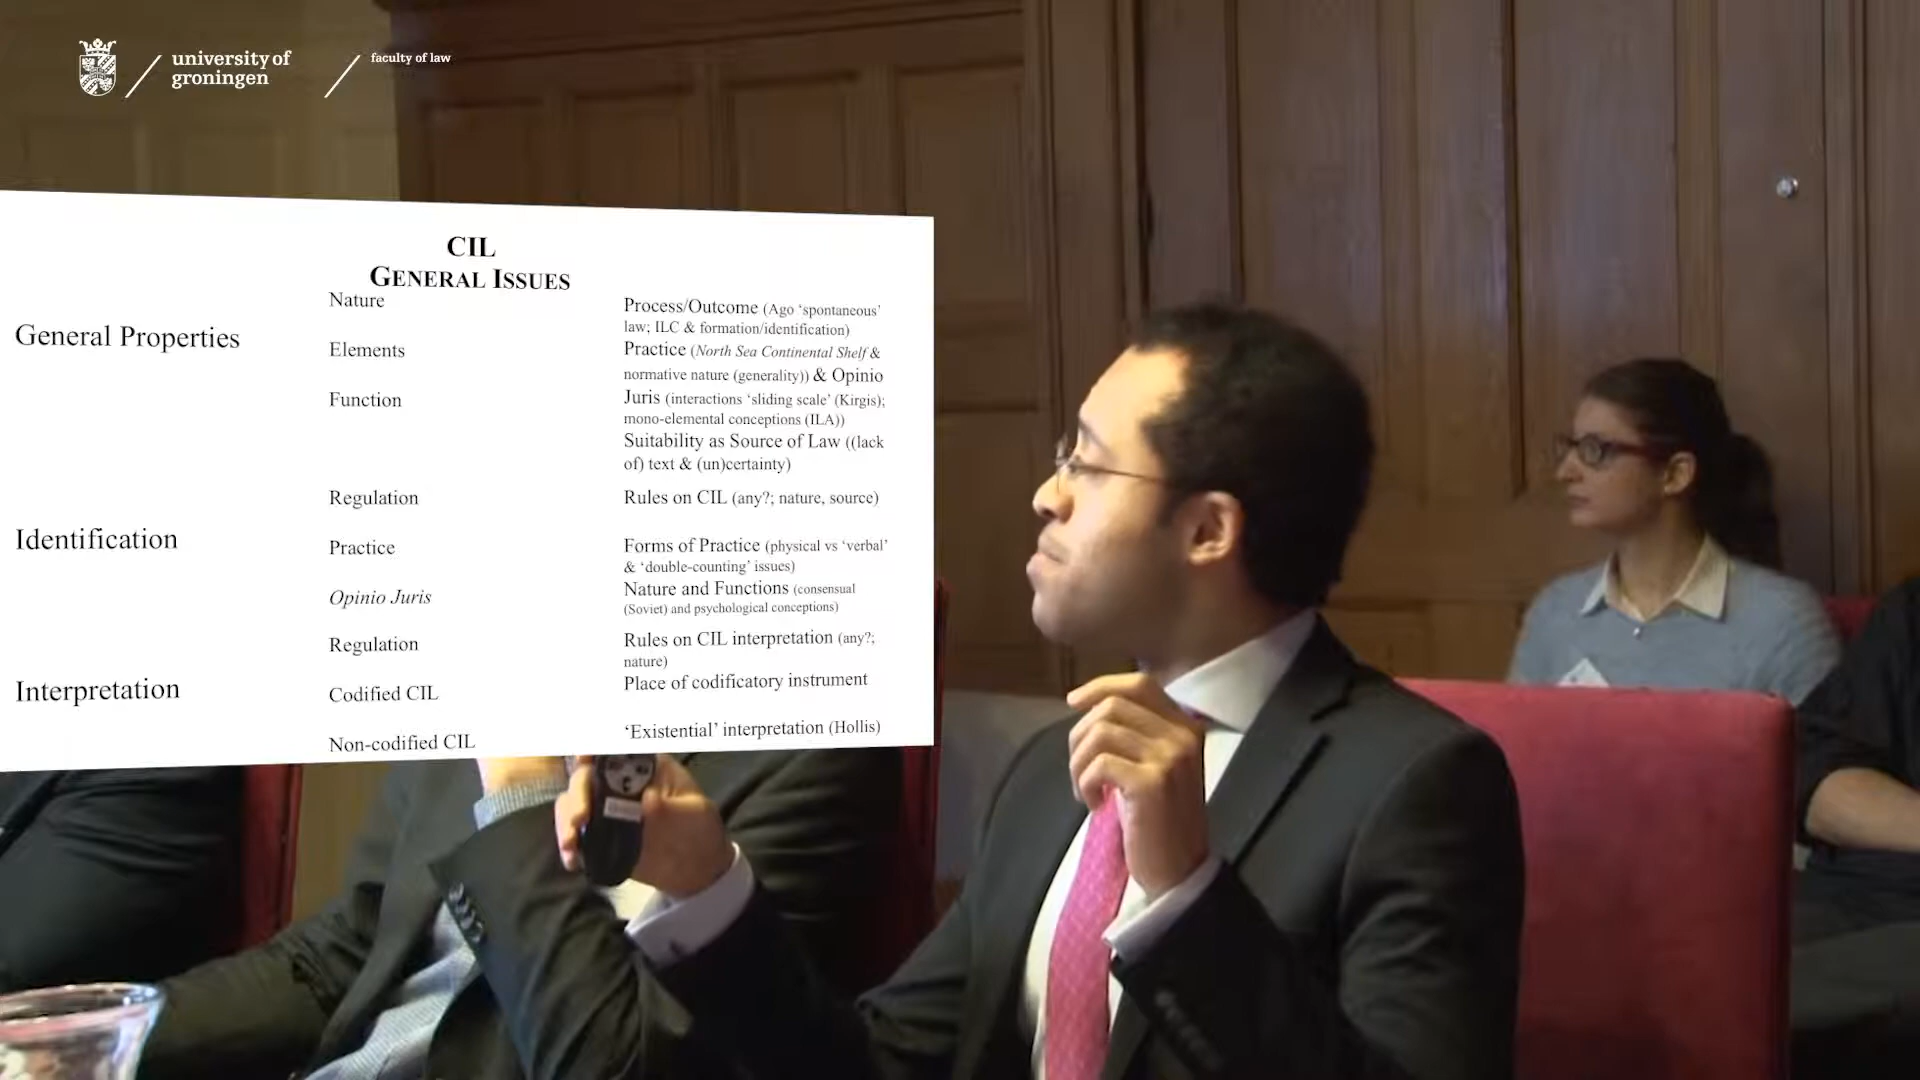 university of
groningen
faculty of law
CIL
GENERAL ISSUES
General Properties
Nature
Process/Outcome (Ago ‘spontaneous’
law; ILC & formation/identification)
Elements
Practice (North Sea Continental Shelf &
normative nature (generality)) & Opinio
Function
Juris (interactions ‘sliding scale’ (Kirgis);
mono-elemental conceptions (ILA))
Suitability as Source of Law ((lack
of) text & (un)certainty)
Identification
Regulation
Rules on CIL (any?; nature, source)
Practice
Forms of Practice (physical vs ‘verbal’
& ‘double-counting’ issues)
Opinio Juris
Nature and Functions (consensual
(Soviet) and psychological conceptions)
Interpretation
Regulation
Rules on CIL interpretation (any?;
nature)
Codified CIL
Place of codificatory instrument
Non-codified CIL
‘Existential’ interpretation (Hollis)